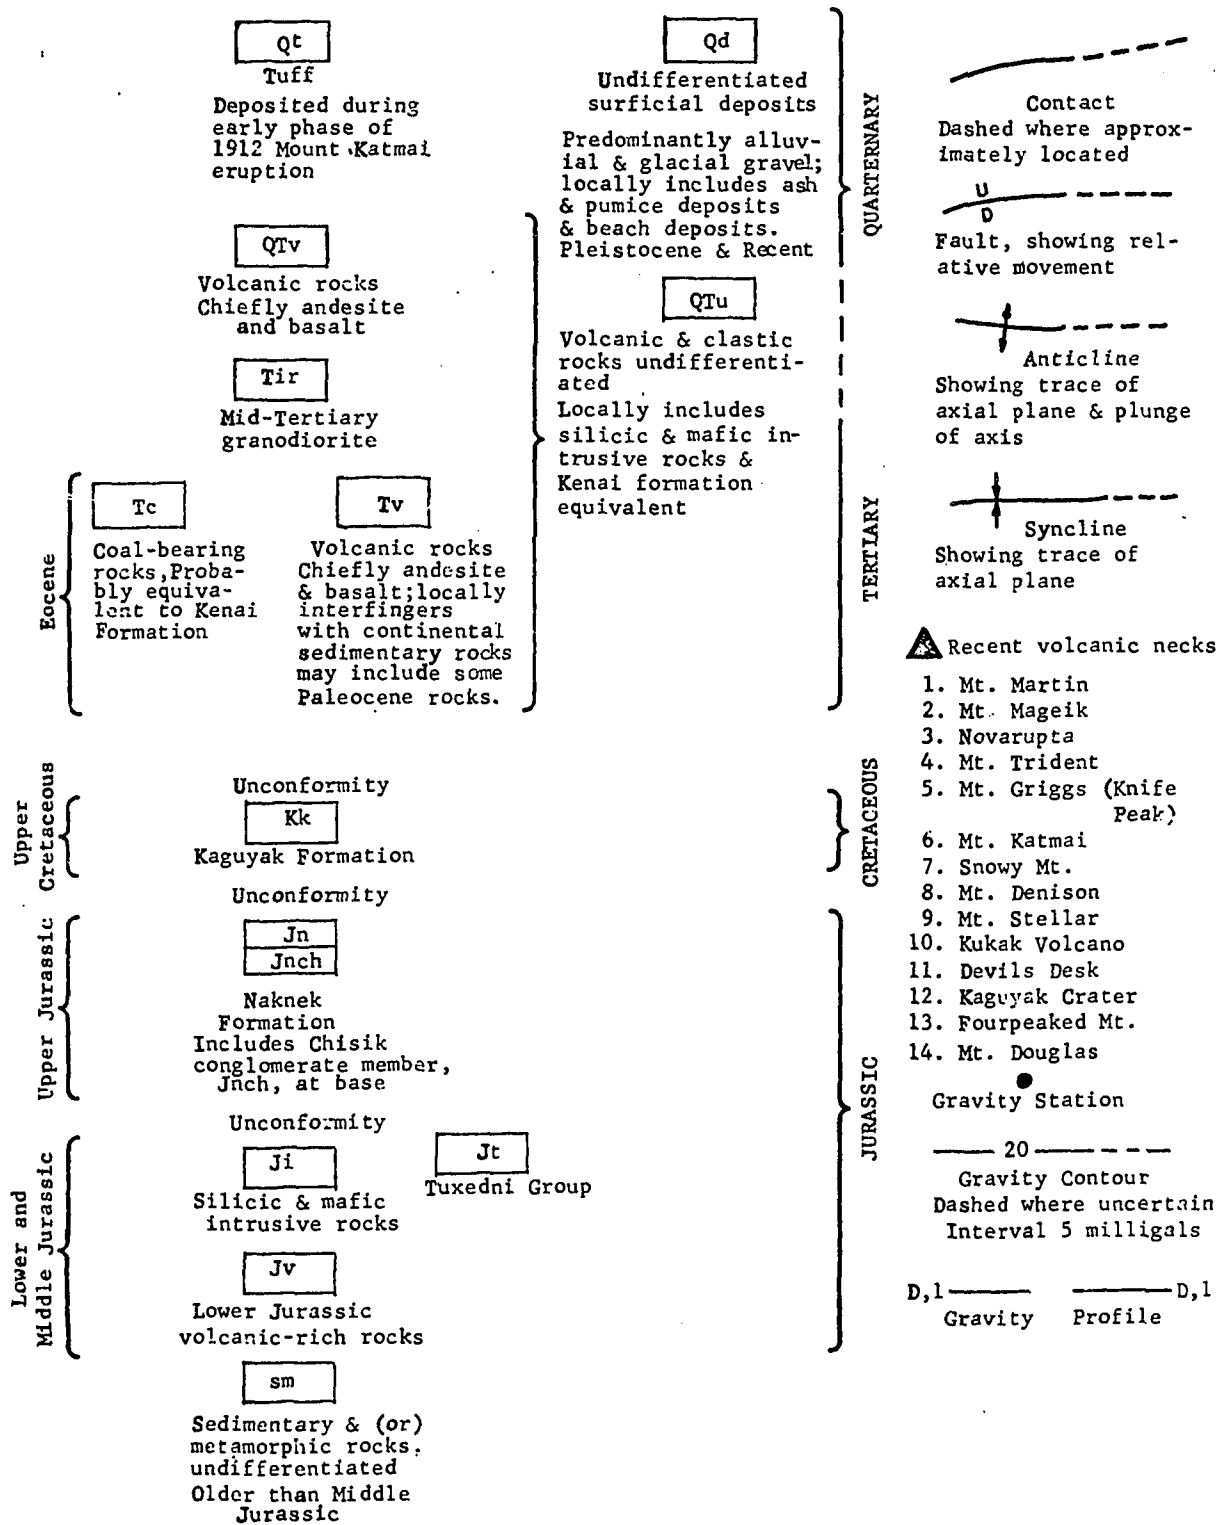 Qt
Tuff
Deposited during
early phase of
1912 Mount Katmai
eruption
QTv
Volcanic rocks
Chiefly andesite
and basalt
Tir
Mid-Tertiary
granodiorite
Eocene
Tc
Coal-bearing
rocks,Proba-
bly equiva-
lent to Kenai
Formation
Tv
Volcanic rocks
Chiefly andesite
& basalt;locally
interfingers
with continental
sedimentary rocks
may include some
Paleocene rocks.
Qd
Undifferentiated
surficial deposits
Predominantly alluv-
ial & glacial gravel;
locally includes ash
& pumice deposits
& beach deposits.
Pleistocene & Recent
QTu
Volcanic & clastic
rocks undifferenti-
ated
Locally includes
silicic & mafic in-
trusive rocks &
Kenai formation
equivalent
QUARTERNARY
TERTIARY
Upper
Cretaceous
Unconformity
Kk
Kaguyak Formation
CRETACEOUS
Unconformity
Upper Jurassic
Jn
Jnch
Naknek
Formation
Includes Chisik
conglomerate member,
Jnch, at base
Unconformity
Lower and
Middle Jurassic
Ji
Silicic & mafic
intrusive rocks
Jt
Tuxedni Group
Jv
Lower Jurassic
volcanic-rich rocks
JURASSIC
sm
Sedimentary & (or)
metamorphic rocks.
undifferentiated
Older than Middle
Jurassic
Contact
Dashed where approx-
imately located
U
D
Fault, showing rel-
ative movement
Anticline
Showing trace of
axial plane & plunge
of axis
Syncline
Showing trace of
axial plane
Recent volcanic necks
1. Mt. Martin
2. Mt. Mageik
3. Novarupta
4. Mt. Trident
5. Mt. Griggs (Knife
Peak)
6. Mt. Katmai
7. Snowy Mt.
8. Mt. Denison
9. Mt. Stellar
10. Kukak Volcano
11. Devils Desk
12. Kaguyak Crater
13. Fourpeaked Mt.
14. Mt. Douglas
Gravity Station
20
Gravity Contour
Dashed where uncertain
Interval 5 milligals
D,1 D,1
Gravity Profile